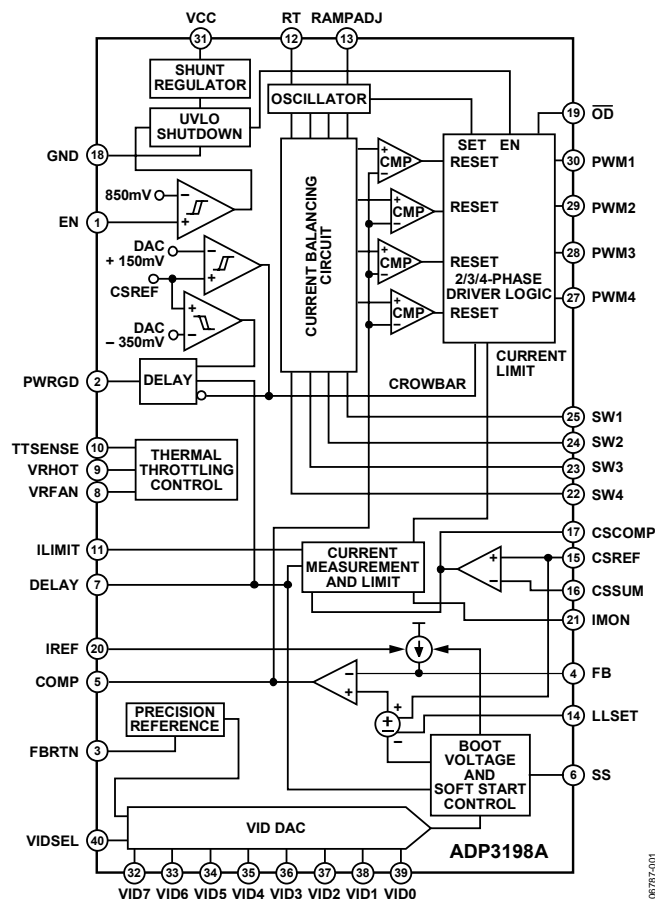 VCC
RT RAMPADJ
31
12
13
SHUNT
REGULATOR
OSCILLATOR
UVLO
SHUTDOWN
19 OD
SET EN
GND 18
+
–
CMP
RESET
30 PWM1
850mV
–
+
EN 1
+
–
CMP
RESET
29 PWM2
DAC
+ 150mV
–
+
CSREF
CURRENT BALANCING
CIRCUIT
+
–
CMP
RESET
28 PWM3
2/3/4-PHASE
DRIVER LOGIC
+
–
DAC
– 350mV
+
–
CMP
RESET
27 PWM4
CURRENT
LIMIT
PWRGD 2
DELAY
CROWBAR
25 SW1
24 SW2
23 SW3
22 SW4
TTSENSE 10
VRHOT 9
VRFAN 8
THERMAL
THROTTLING
CONTROL
17 CSCOMP
ILIMIT 11
CURRENT
MEASUREMENT
AND LIMIT
+
–
15 CSREF
16 CSSUM
DELAY 7
21 IMON
IREF 20
COMP 5
–
+
4 FB
+
–
+
–
14 LLSET
PRECISION
REFERENCE
FBRTN 3
BOOT
VOLTAGE
AND
SOFT START
CONTROL
6 SS
VIDSEL 40
VID DAC
ADP3198A
32 33 34 35 36 37 38 39
VID7 VID6 VID5 VID4 VID3 VID2 VID1 VID0
06787-001